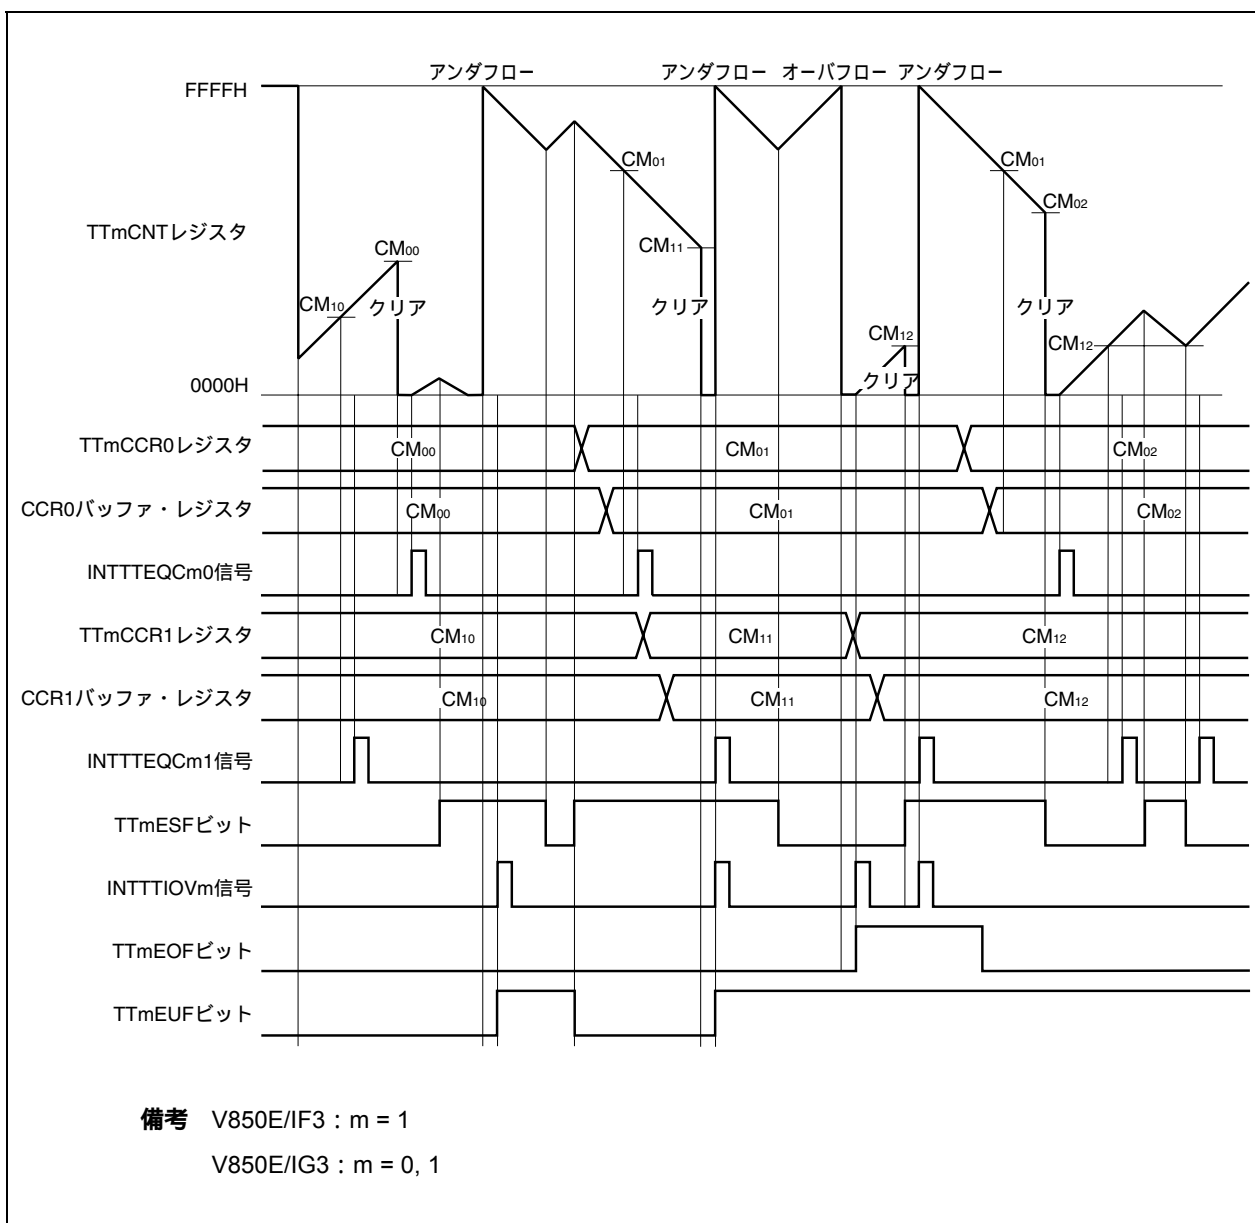 アンダフロー アンダフロー オーバフロー アンダフロー
FFFFH
CM01 CM01
CM02
TTmCNTレジスタ
CM00 CM11
CM10 クリア クリア クリア
CM12 CM12
クリア
0000H
TTmCCR0レジスタ CM00 CM01 CM02
CCR0バッファ・レジスタ CM00 CM01 CM02
INTTTEQCm0信号
TTmCCR1レジスタ CM10 CM11 CM12
CCR1バッファ・レジスタ CM10 CM11 CM12
INTTTEQCm1信号
TTmESFビット
INTTTIOVm信号
TTmEOFビット
TTmEUFビット
備考 V850E/IF3：m = 1
V850E/IG3：m = 0, 1